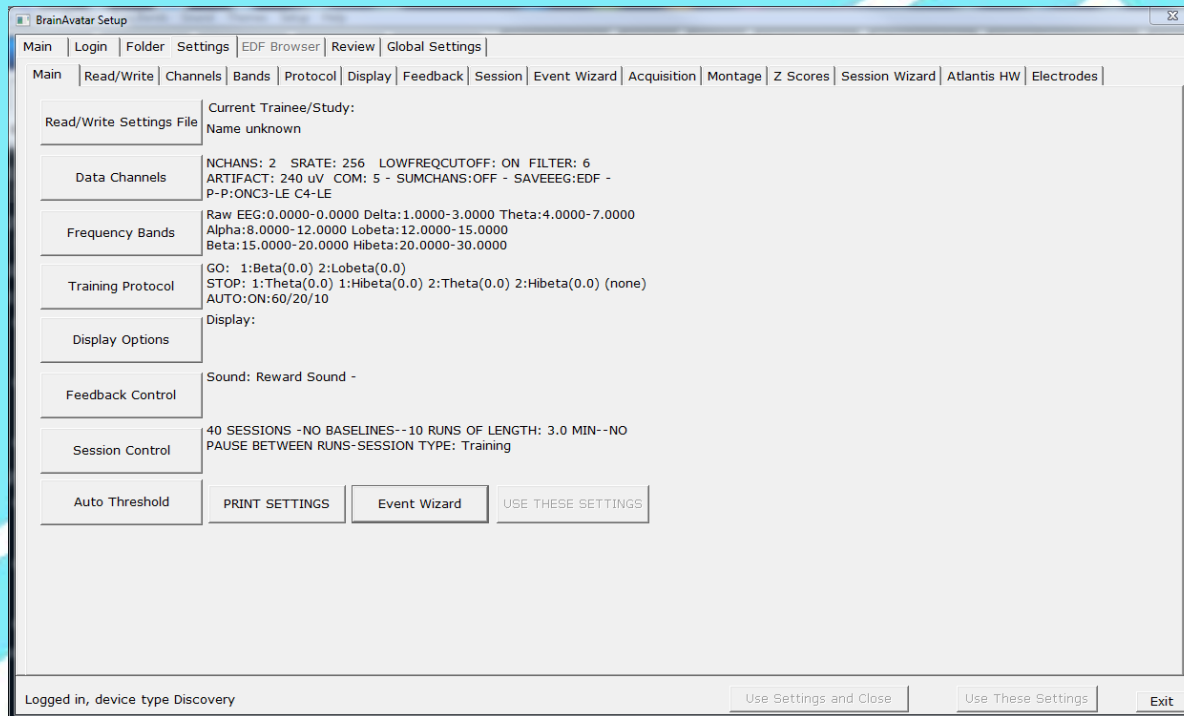 BrainAvatar Setup
Main Login Folder Settings EDF Browser Review Global Settings
Main Read/Write Channels Bands Protocol Display Feedback Session Event Wizard Acquisition Montage Z Scores Session Wizard Atlantis HW Electrodes
Read/Write Settings File
Current Trainee/Study:
Name unknown
Data Channels
NCHANS: 2 SRATE: 256 LOWFREQCUTOFF: ON FILTER: 6
ARTIFACT: 240 uV COM: 5 - SUMCHANS:OFF - SAVEEEG:EDF -
P-P:ONC3-LE C4-LE
Frequency Bands
Raw EEG:0.0000-0.0000 Delta:1.0000-3.0000 Theta:4.0000-7.0000
Alpha:8.0000-12.0000 Lobeta:12.0000-15.0000
Beta:15.0000-20.0000 Hibeta:20.0000-30.0000
Training Protocol
GO: 1:Beta(0.0) 2:Lobeta(0.0)
STOP: 1:Theta(0.0) 1:Hibeta(0.0) 2:Theta(0.0) 2:Hibeta(0.0) (none)
AUTO:ON:60/20/10
Display Options
Display:
Feedback Control
Sound: Reward Sound -
Session Control
40 SESSIONS -NO BASELINES--10 RUNS OF LENGTH: 3.0 MIN--NO
PAUSE BETWEEN RUNS-SESSION TYPE: Training
Auto Threshold PRINT SETTINGS Event Wizard USE THESE SETTINGS
Logged in, device type Discovery Use Settings and Close Use These Settings Exit